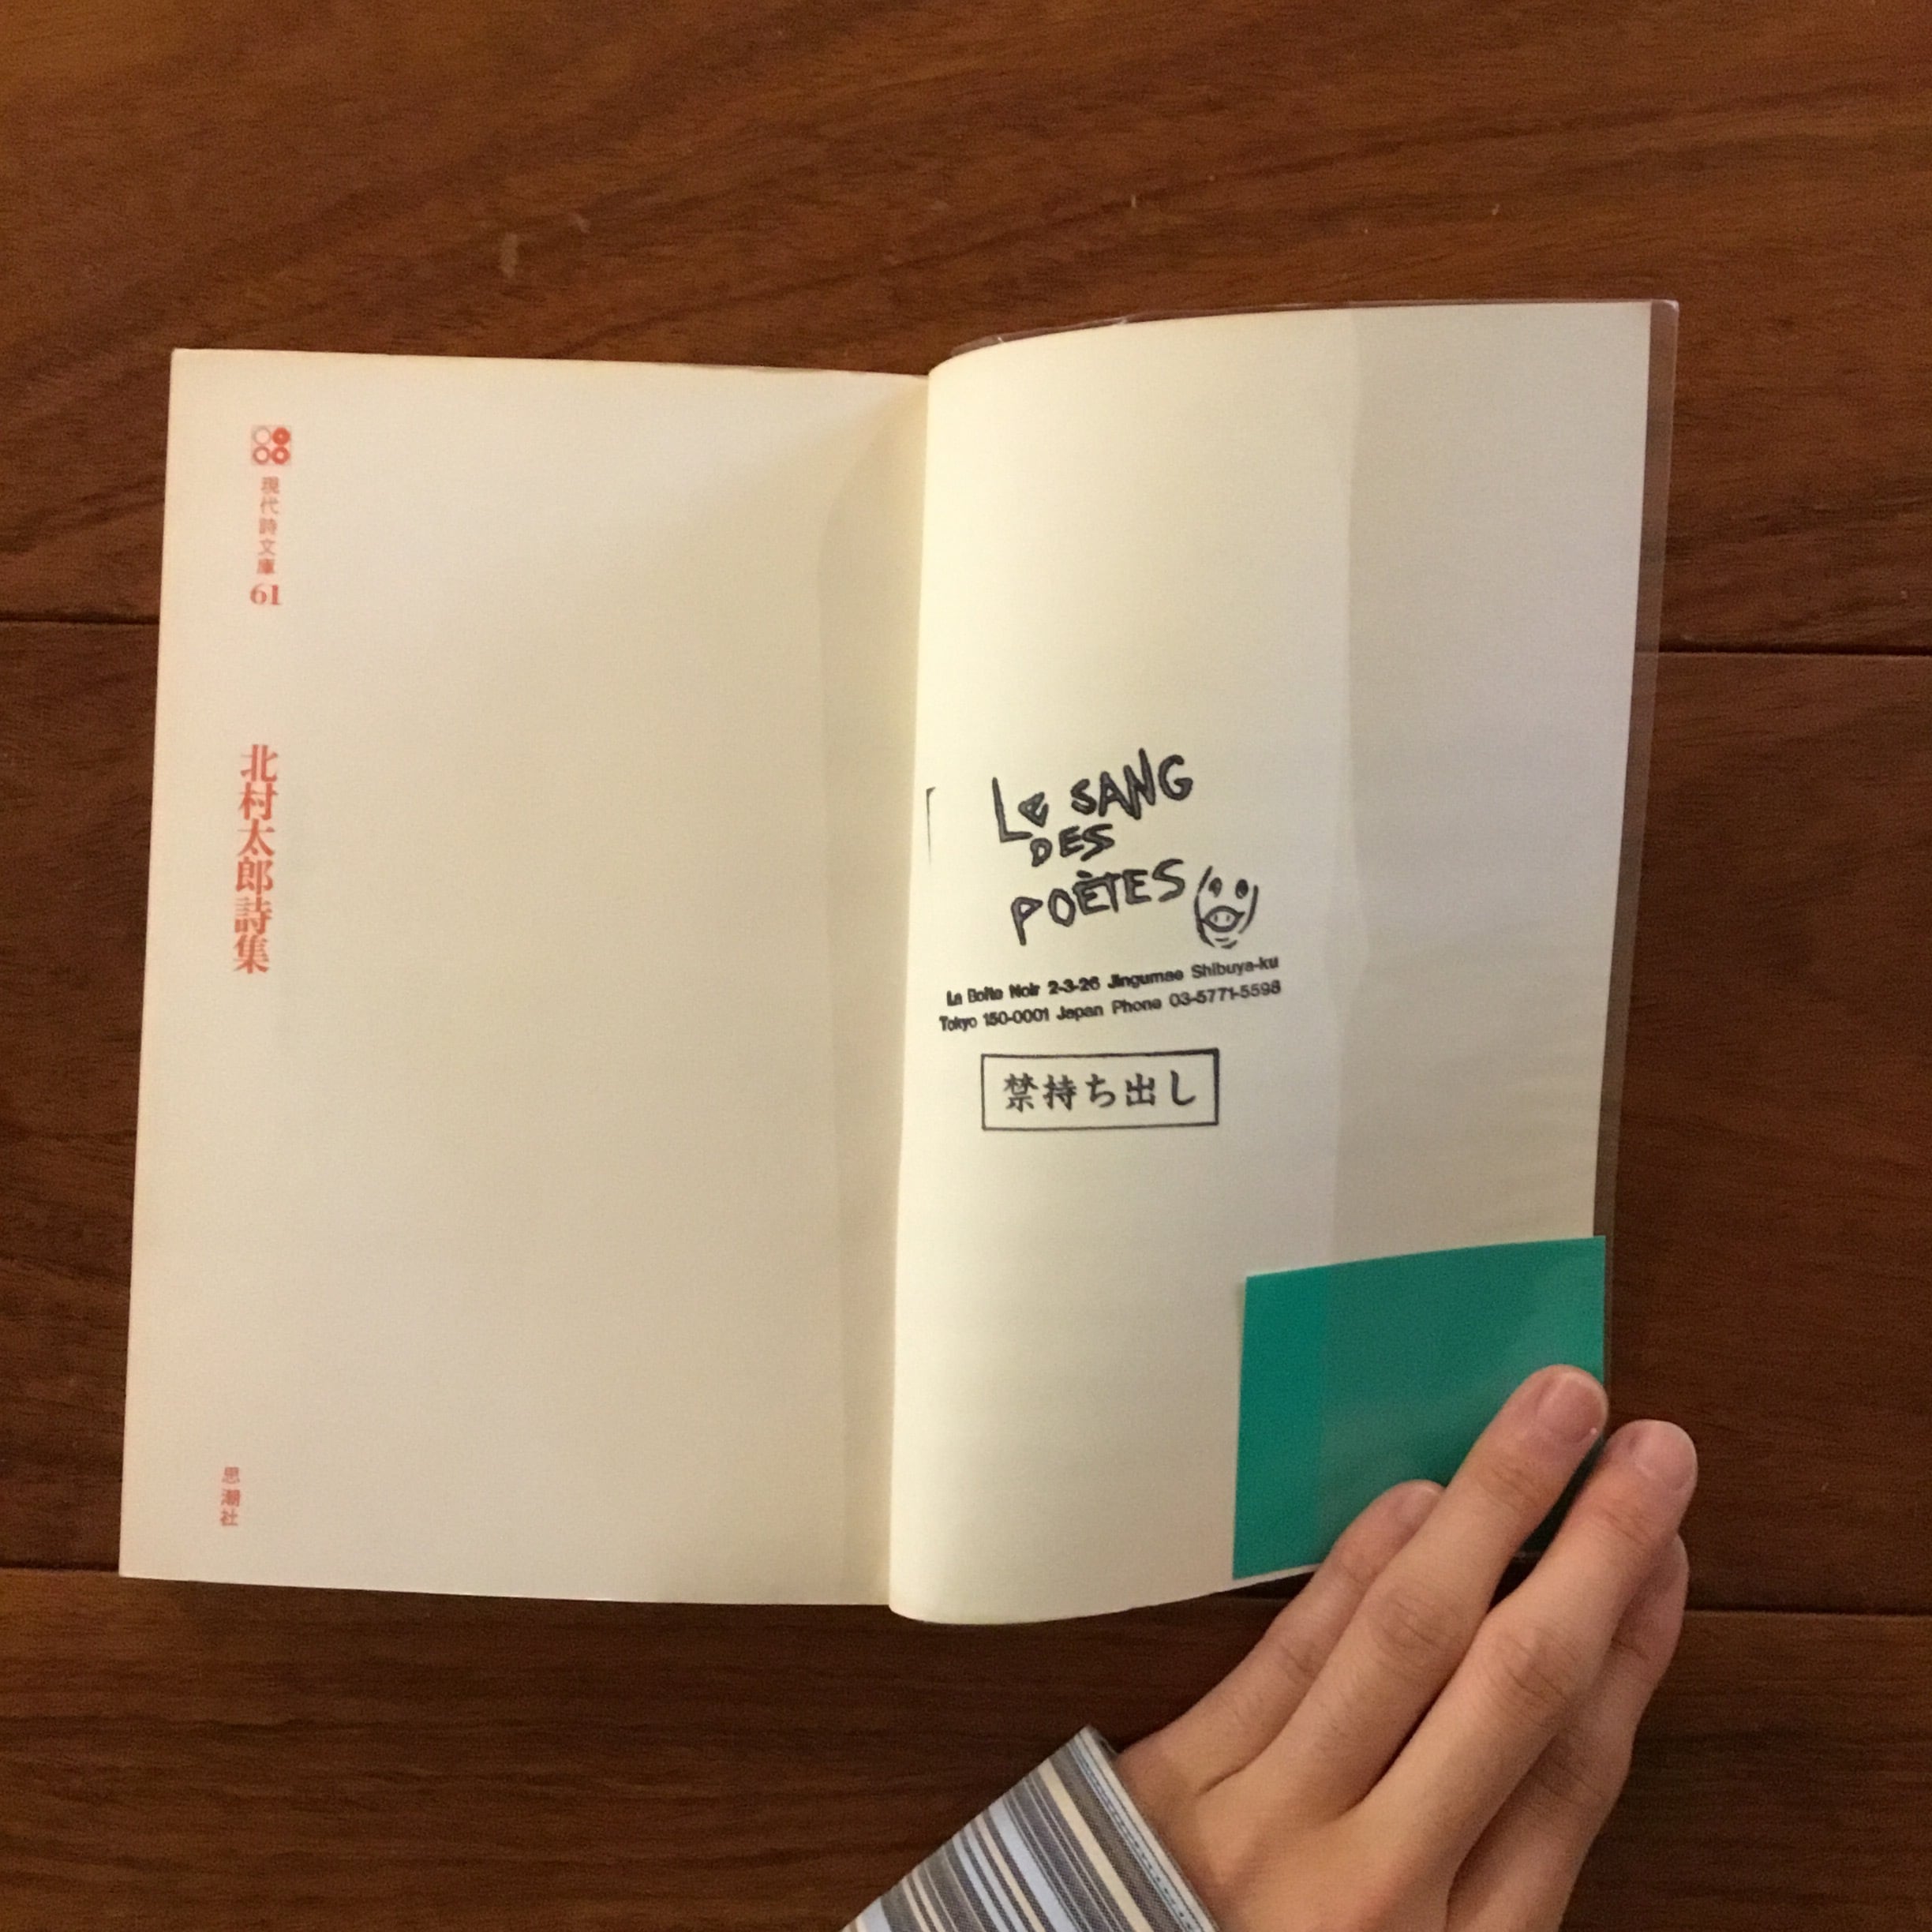 現代詩文庫
61
北村太郎詩集
思潮社
Le SANG
DES
POÈTES
La Boîte Noir 2-3-26 Jingumae Shibuya-ku
Tokyo 150-0001 Japan Phone 03-5771-5598
禁持ち出し